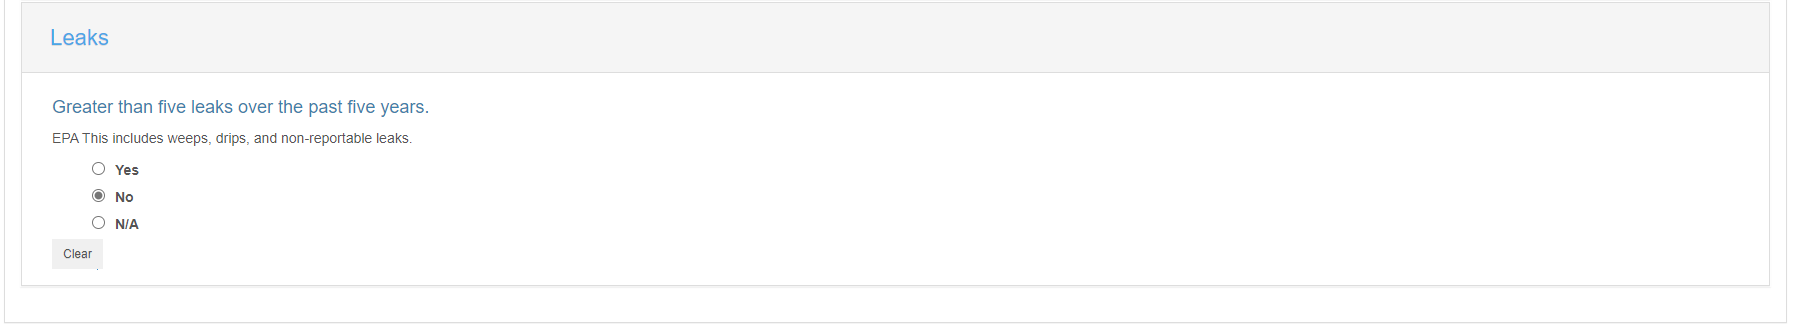 Leaks
Greater than five leaks over the past five years.
EPA This includes weeps, drips, and non-reportable leaks.
Yes
No
N/A
Clear